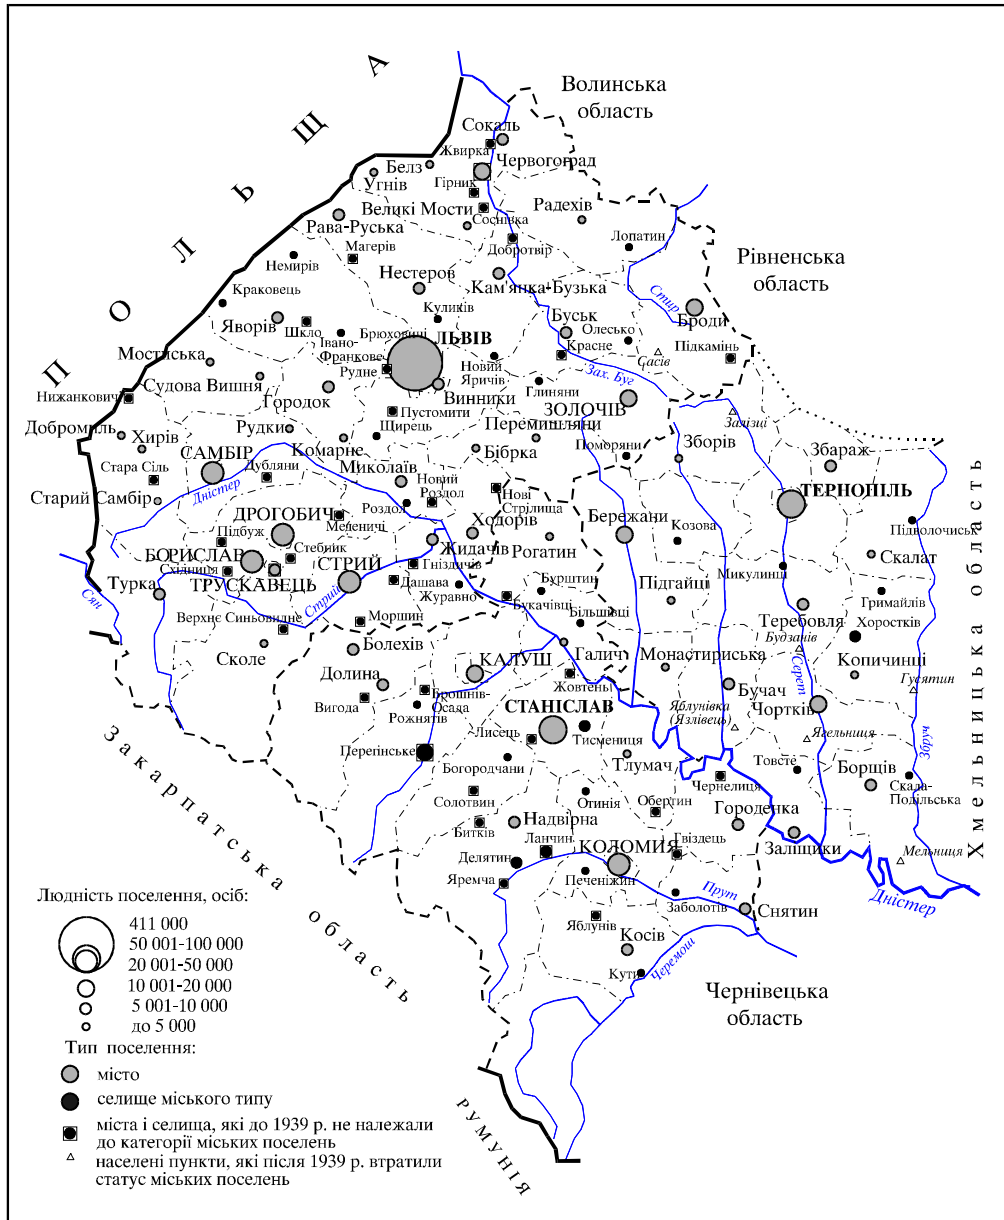 П О Л Ь Щ А
Волинська
область
Сокаль
Жвирка
Червогоград
Белз
Угнів
Гірник
Великі Мости
Соснівка
Радехів
Рава-Руська
Магерів
Добротвір
Лопатин
Немирів
Нестеров
Кам'янка-Бузька
Рівненська
область
Краковець
Куликів
Стир
Броди
Яворів
Шкло
Івано-
Франкове
Брюховичі
ЛЬВІВ
Буськ
Олесько
Красне
Сасів
Підкамінь
Мостиська
Рудне
Новий
Яричів
Зах. Буг
Судова Вишня
Городок
Винники
Глиняни
Нижанковичі
ЗОЛОЧІВ
Пустомити
Щирець
Перемишляни
Залізці
Добромиль
Хирів
Рудки
Комарне
Поморяни
Зборів
Збараж
САМБІР
Дубляни
Миколаїв
Бібрка
Стара Сіль
Старий Самбір
Дністер
Новий
Роздол
Роздол
Нові
Стрілища
ТЕРНОПІЛЬ
ДРОГОБИЧ
Меденичі
Ходорів
Бережани
Козова
Підволочиськ
Підбуж
Стебник
БОРИСЛАВ
Східниця
ТРУСКАВЕЦЬ
СТРИЙ
Жидачів
Гніздичів
Рогатин
Скалат
Микулинці
Турка
Сян
Стрий
Дашава
Журавно
Бурштин
Букачівці
Підгайці
Гримайлів
Верхнє Синьовидне
Моршин
Більшівці
Теребовля
Хоростків
Будзанів
Сколе
Болехів
КАЛУШ
Галич
Монастириська
Серет
Копичинці
Гусятин
Долина
Брошнів-
Осада
Жовтень
Бучач
Вигода
Рожнятів
СТАНІСЛАВ
Яблунівка
(Язлівець)
Чортків
Перегінське
Лисець
Тисмениця
Ягельниця
Збруч
Богородчани
Тлумач
Товсте
Борщів
Чернелиця
Скала-
Подільська
Солотвин
Отинія
Обертин
Городенка
Битків
Надвірна
Ланчин
Гвіздець
Заліщики
Мельниця
Делятин
КОЛОМИЯ
Яремча
Печеніжин
Прут
Заболотів
Снятин
Дністер
Яблунів
Косів
Черемош
Кути
Хмельницька область
Закарпатська область
Чернівецька
область
РУМУНІЯ
Людність поселення, осіб:
411 000
50 001-100 000
20 001-50 000
10 001-20 000
5 001-10 000
до 5 000
Тип поселення:
місто
селище міського типу
міста і селища, які до 1939 р. не належали
до категорії міських поселень
населені пункти, які після 1939 р. втратили
статус міських поселень